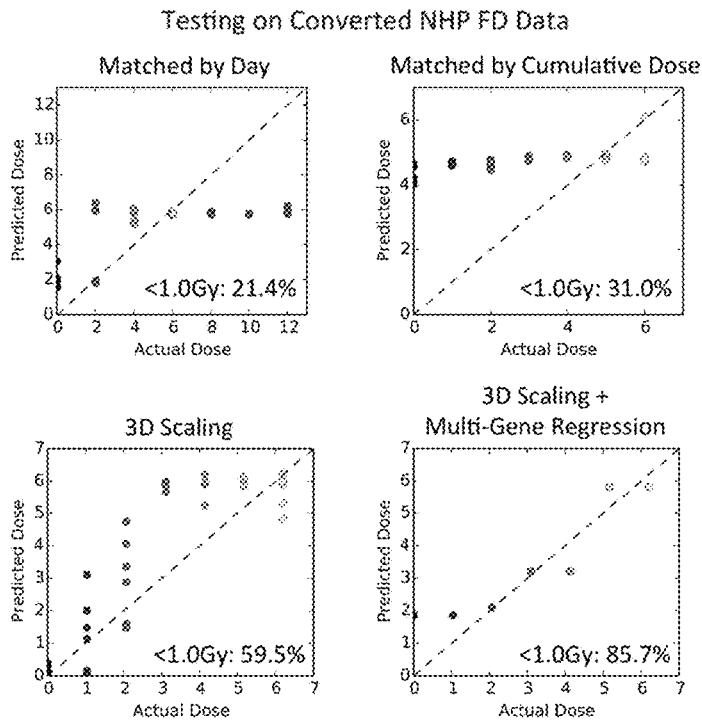 Testing on Converted NHP FD Data
Matched by Day
12
10
8
6
4
2
0
Predicted Dose
<1.0Gy: 21.4%
0 2 4 6 8 10 12
Actual Dose
Matched by Cumulative Dose
6
4
2
0
Predicted Dose
<1.0Gy: 31.0%
0 2 4 6
Actual Dose
3D Scaling
7
6
5
4
3
2
1
0
Predicted Dose
<1.0Gy: 59.5%
0 1 2 3 4 5 6 7
Actual Dose
3D Scaling +
Multi-Gene Regression
7
6
5
4
3
2
1
0
Predicted Dose
<1.0Gy: 85.7%
0 1 2 3 4 5 6 7
Actual Dose